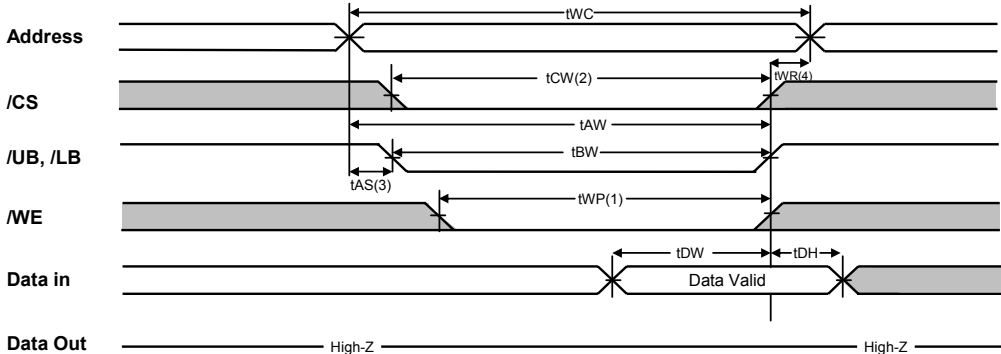 tWC
Address
tCW(2)
tWR(4)
/CS
tAW
/UB, /LB
tBW
tAS(3)
/WE
tWP(1)
tDW
tDH
Data in
Data Valid
Data Out
High-Z
High-Z